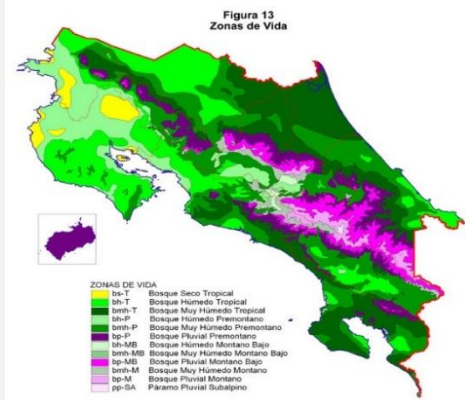 Figura 13
Zonas de Vida
ZONAS DE VIDA
bs-T Bosque Seco Tropical
bh-T Bosque Húmedo Tropical
bmh-T Bosque Muy Húmedo Tropical
bh-P Bosque Húmedo Premontano
bmh-P Bosque Muy Húmedo Premontano
bp-P Bosque Pluvial Premontano
bh-MB Bosque Húmedo Montano Bajo
bmh-MB Bosque Muy Húmedo Montano Bajo
bp-MB Bosque Pluvial Montano Bajo
bmh-M Bosque Muy Húmedo Montano
bp-M Bosque Pluvial Montano
pp-SA Páramo Pluvial Subalpino